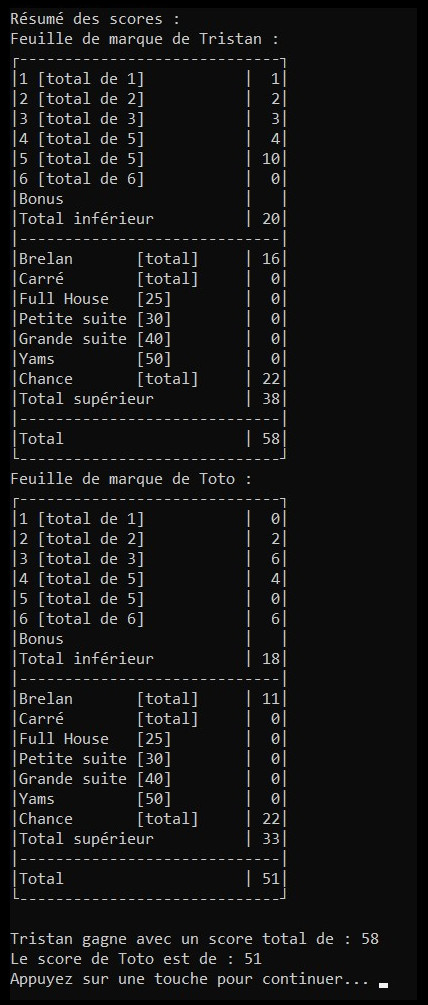 Résumé des scores :
Feuille de marque de Tristan :
┌----------------------------┐
|1 [total de 1]          |  1|
|2 [total de 2]          |  2|
|3 [total de 3]          |  3|
|4 [total de 5]          |  4|
|5 [total de 5]          | 10|
|6 [total de 6]          |  0|
|Bonus                   |   |
|Total inférieur         | 20|
|----------------------------|
|Brelan       [total]    | 16|
|Carré        [total]    |  0|
|Full House   [25]       |  0|
|Petite suite [30]       |  0|
|Grande suite [40]       |  0|
|Yams         [50]       |  0|
|Chance       [total]    | 22|
|Total supérieur         | 38|
|----------------------------|
|Total                   | 58|
└----------------------------┘
Feuille de marque de Toto :
┌----------------------------┐
|1 [total de 1]          |  0|
|2 [total de 2]          |  2|
|3 [total de 3]          |  6|
|4 [total de 5]          |  4|
|5 [total de 5]          |  0|
|6 [total de 6]          |  6|
|Bonus                   |   |
|Total inférieur         | 18|
|----------------------------|
|Brelan       [total]    | 11|
|Carré        [total]    |  0|
|Full House   [25]       |  0|
|Petite suite [30]       |  0|
|Grande suite [40]       |  0|
|Yams         [50]       |  0|
|Chance       [total]    | 22|
|Total supérieur         | 33|
|----------------------------|
|Total                   | 51|
└----------------------------┘
Tristan gagne avec un score total de : 58
Le score de Toto est de : 51
Appuyez sur une touche pour continuer...